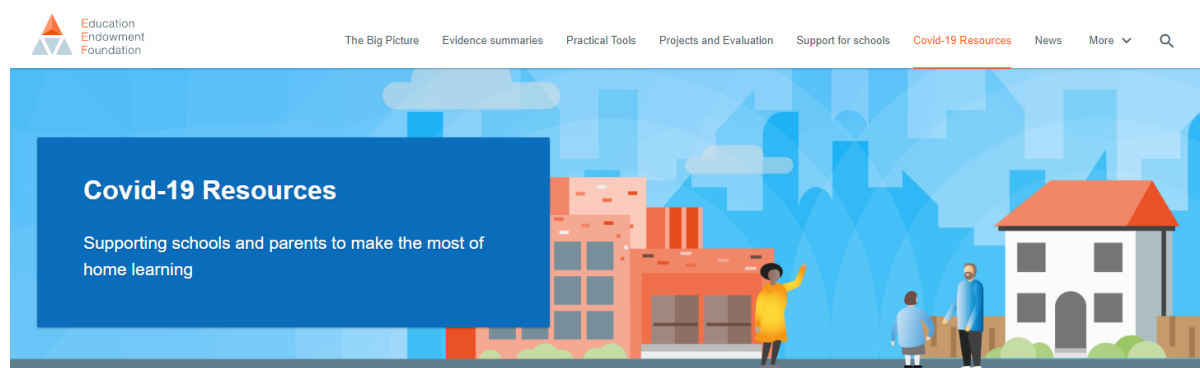 Education
Endowment
Foundation
The Big Picture Evidence summaries Practical Tools Projects and Evaluation Support for schools Covid-19 Resources News More
Covid-19 Resources
Supporting schools and parents to make the most of
home learning